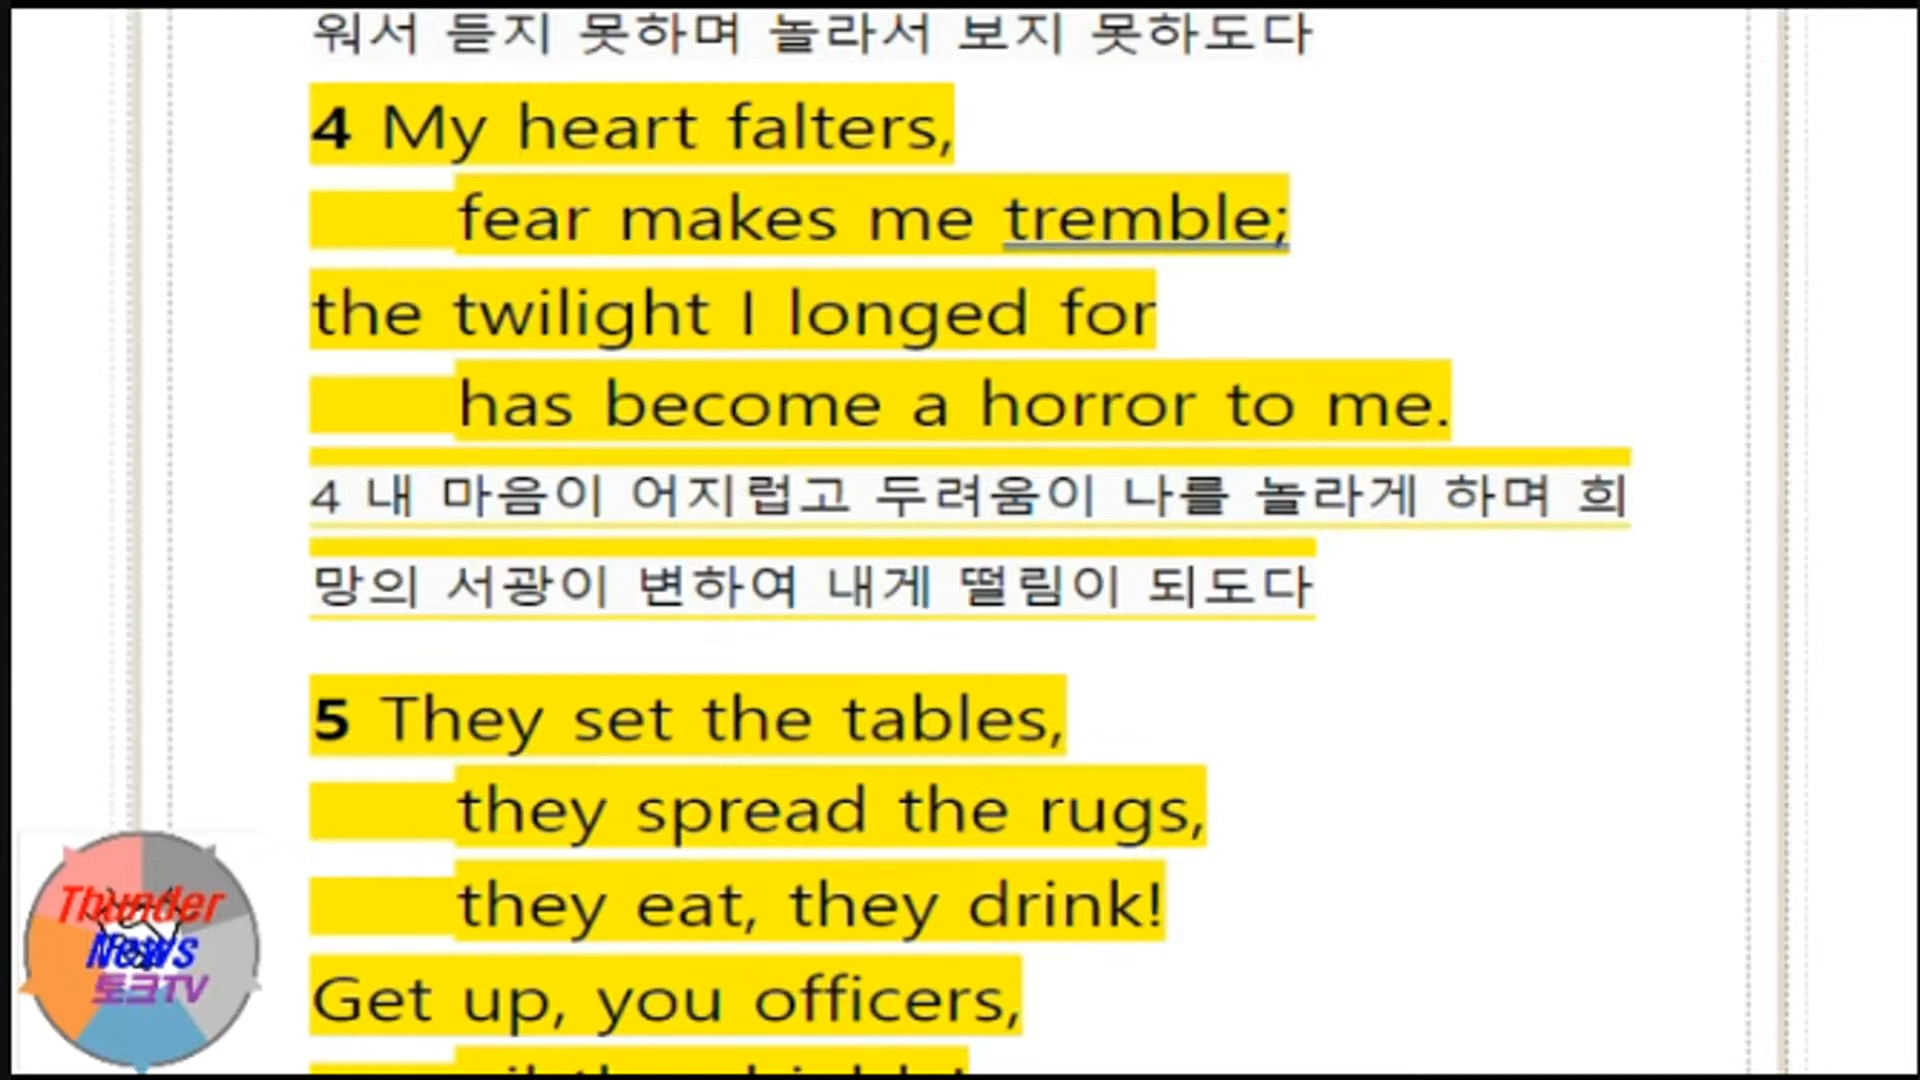 워서 듣지 못하며 놀라서 보지 못하도다
4 My heart falters,
fear makes me tremble;
the twilight I longed for
has become a horror to me.
4 내 마음이 어지럽고 두려움이 나를 놀라게 하며 희
망의 서광이 변하여 내게 떨림이 되도다
5 They set the tables,
they spread the rugs,
they eat, they drink!
Get up, you officers,
Thunder
News
토크TV